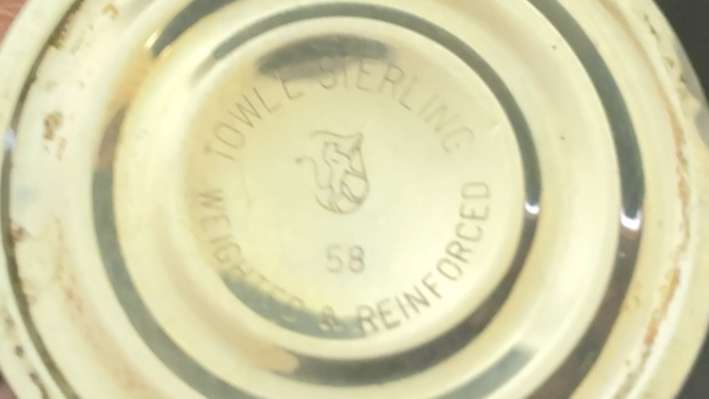 TOWLE STERLING
58
WEIGHTED & REINFORCED